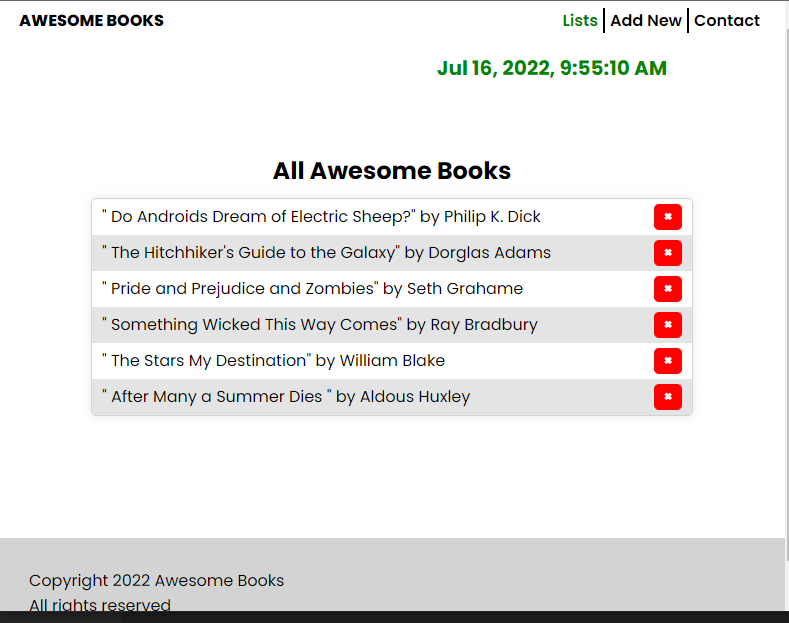 AWESOME BOOKS
Lists Add New Contact
Jul 16, 2022, 9:55:10 AM
All Awesome Books
" Do Androids Dream of Electric Sheep?" by Philip K. Dick
" The Hitchhiker's Guide to the Galaxy" by Dorglas Adams
" Pride and Prejudice and Zombies" by Seth Grahame
" Something Wicked This Way Comes" by Ray Bradbury
" The Stars My Destination" by William Blake
" After Many a Summer Dies " by Aldous Huxley
Copyright 2022 Awesome Books
All rights reserved